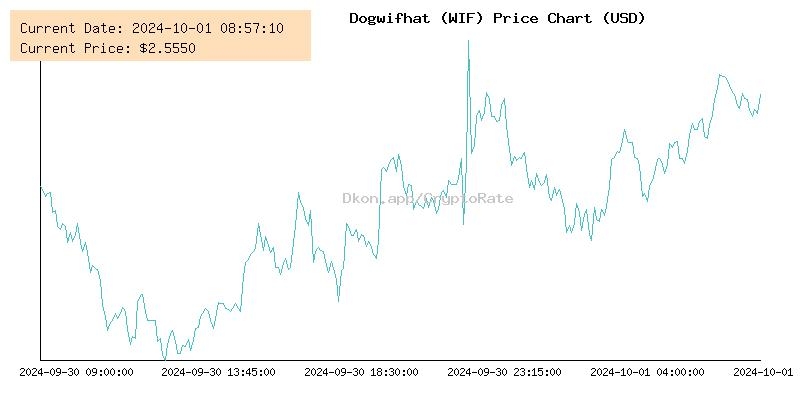 Dogwifhat (WIF) Price Chart (USD)
Current Date: 2024-10-01 08:57:10
Current Price: $2.5550
Dkon.app/CryptoRate
2024-09-30 09:00:00
2024-09-30 13:45:00
2024-09-30 18:30:00
2024-09-30 23:15:00
2024-10-01 04:00:00
2024-10-01